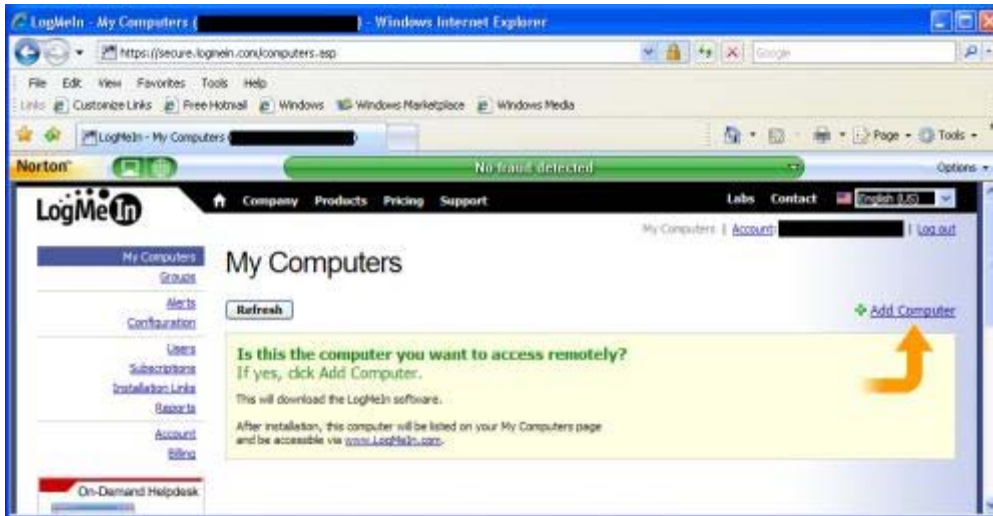 LogMeIn - My Computers ( ) - Windows Internet Explorer
https://secure.logmein.com/computers.asp
Google
File Edit View Favorites Tools Help
Links Customize Links Free Hotmail Windows Windows Marketplace Windows Media
LogMeIn - My Computers ( )
Page Tools
Norton
No fraud detected
Options
LogMeIn
Company Products Pricing Support
Labs Contact English (US)
My Computers | Account: | Log out
My Computers
Groups
Alerts
Configuration
Users
Subscriptions
Installation Links
Reports
Account
Billing
On-Demand Helpdesk
My Computers
Refresh
Add Computer
Is this the computer you want to access remotely?
If yes, click Add Computer.
This will download the LogMeIn software.
After installation, this computer will be listed on your My Computers page
and be accessible via www.LogMeIn.com.